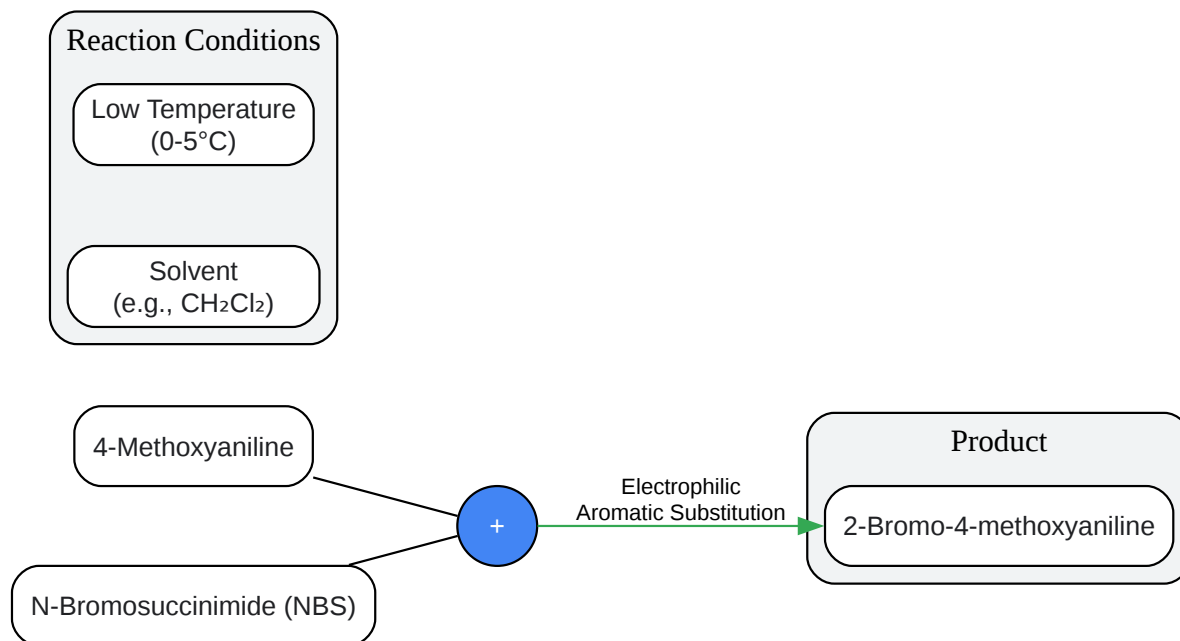 Reaction Conditions
Low Temperature
(0-5°C)
Solvent
(e.g., CH₂Cl₂)
4-Methoxyaniline
N-Bromosuccinimide (NBS)
+
Electrophilic
Aromatic Substitution
Product
2-Bromo-4-methoxyaniline